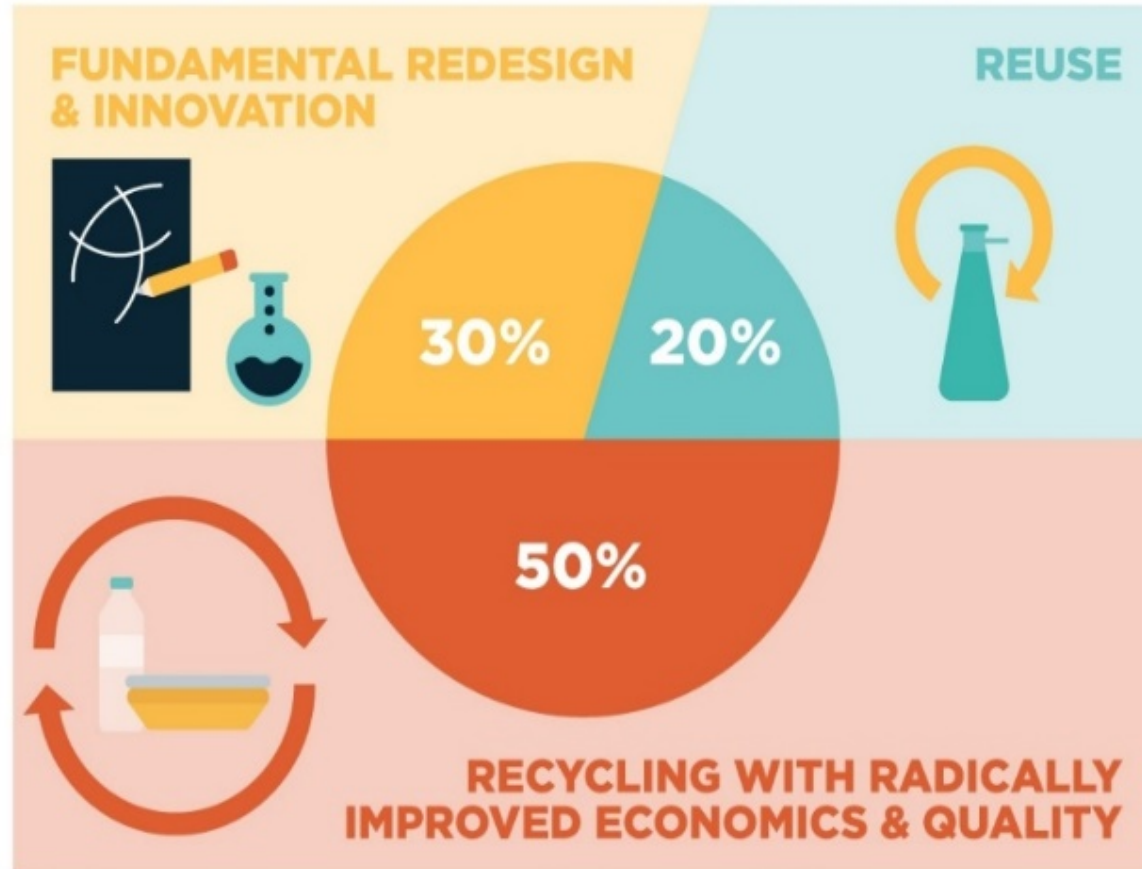 FUNDAMENTAL REDESIGN
& INNOVATION
REUSE
30%
20%
50%
RECYCLING WITH RADICALLY
IMPROVED ECONOMICS & QUALITY